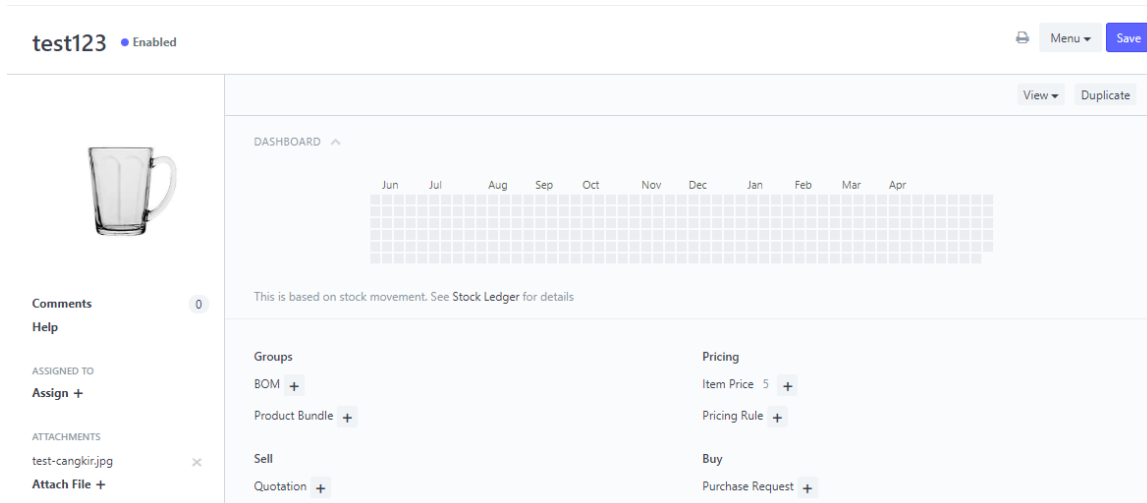 test123 Enabled Menu Save
View Duplicate
DASHBOARD
Jun Jul Aug Sep Oct Nov Dec Jan Feb Mar Apr
This is based on stock movement. See Stock Ledger for details
Comments 0
Help
ASSIGNED TO
Assign +
ATTACHMENTS
test-cangkir.jpg ×
Attach File +
Groups
BOM +
Product Bundle +
Sell
Quotation +
Pricing
Item Price 5 +
Pricing Rule +
Buy
Purchase Request +